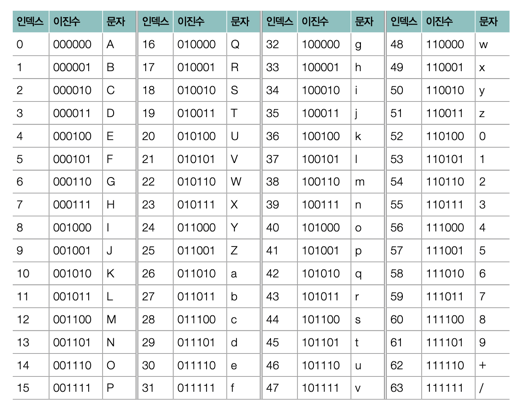 인덱스 이진수 문자 인덱스 이진수 문자 인덱스 이진수 문자 인덱스 이진수 문자
0 000000 A 16 010000 Q 32 100000 g 48 110000 w
1 000001 B 17 010001 R 33 100001 h 49 110001 x
2 000010 C 18 010010 S 34 100010 i 50 110010 y
3 000011 D 19 010011 T 35 100011 j 51 110011 z
4 000100 E 20 010100 U 36 100100 k 52 110100 0
5 000101 F 21 010101 V 37 100101 l 53 110101 1
6 000110 G 22 010110 W 38 100110 m 54 110110 2
7 000111 H 23 010111 X 39 100111 n 55 110111 3
8 001000 I 24 011000 Y 40 101000 o 56 111000 4
9 001001 J 25 011001 Z 41 101001 p 57 111001 5
10 001010 K 26 011010 a 42 101010 q 58 111010 6
11 001011 L 27 011011 b 43 101011 r 59 111011 7
12 001100 M 28 011100 c 44 101100 s 60 111100 8
13 001101 N 29 011101 d 45 101101 t 61 111101 9
14 001110 O 30 011110 e 46 101110 u 62 111110 +
15 001111 P 31 011111 f 47 101111 v 63 111111 /